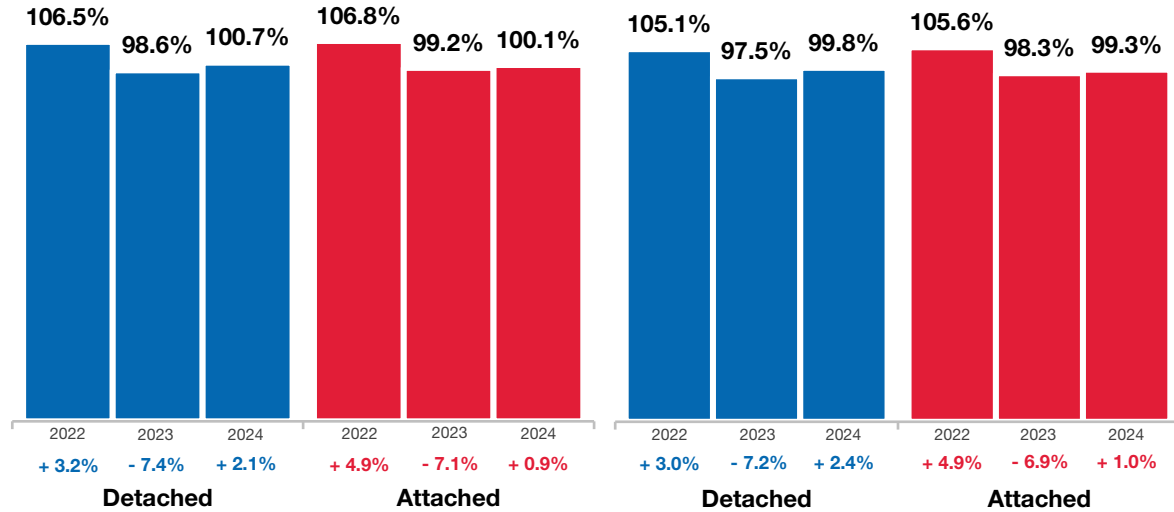 106.5% 98.6% 100.7% 106.8% 99.2% 100.1%
2022 2023 2024 2022 2023 2024
+ 3.2% - 7.4% + 2.1% + 4.9% - 7.1% + 0.9%
Detached Attached
105.1% 97.5% 99.8% 105.6% 98.3% 99.3%
2022 2023 2024 2022 2023 2024
+ 3.0% - 7.2% + 2.4% + 4.9% - 6.9% + 1.0%
Detached Attached